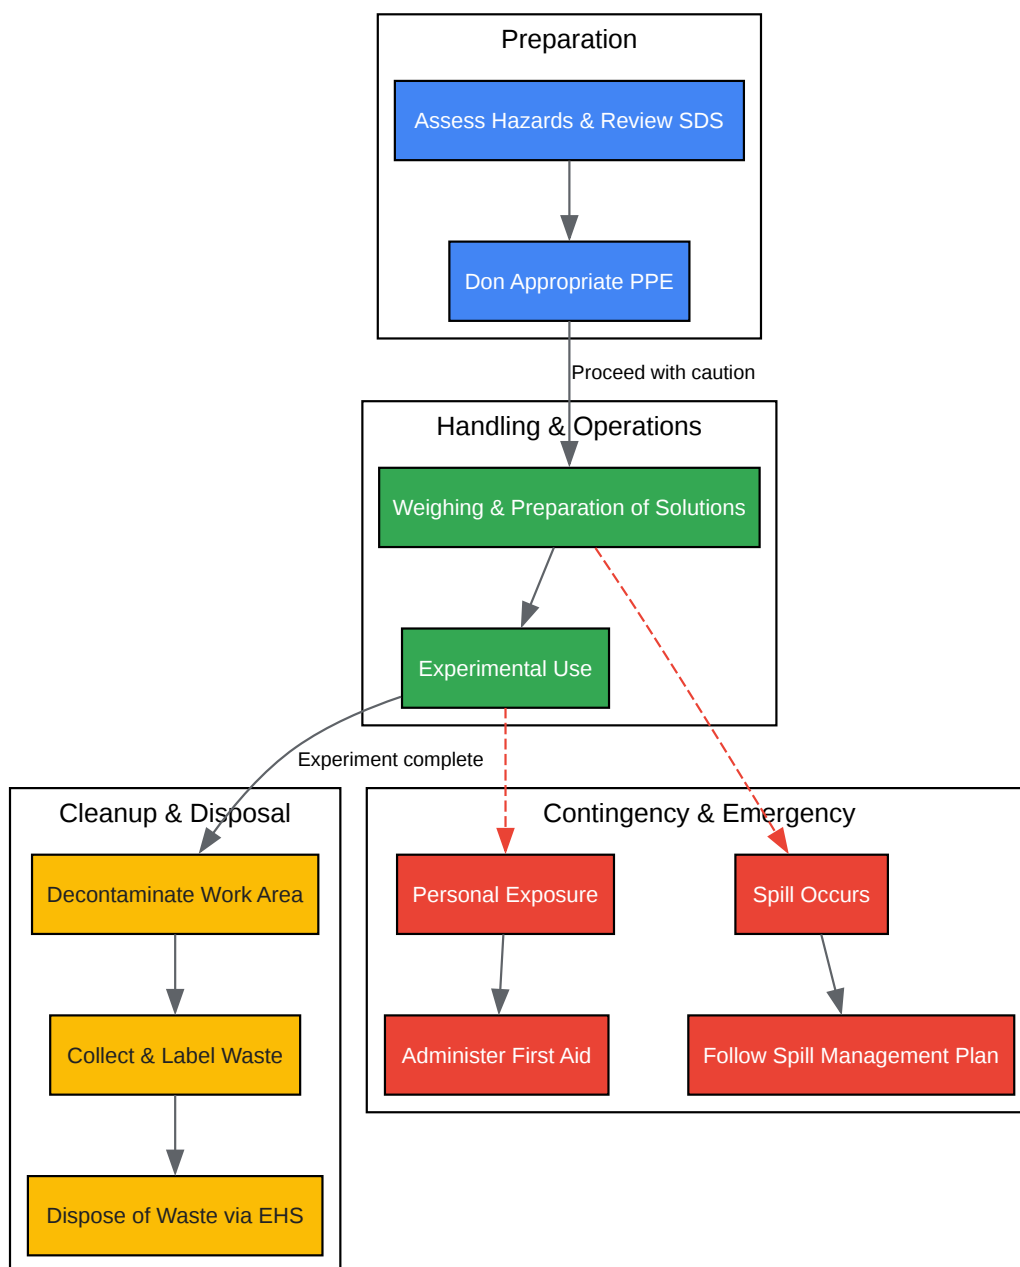 Preparation
Assess Hazards & Review SDS
Don Appropriate PPE
Proceed with caution
Handling & Operations
Weighing & Preparation of Solutions
Experimental Use
Experiment complete
Cleanup & Disposal
Decontaminate Work Area
Collect & Label Waste
Dispose of Waste via EHS
Contingency & Emergency
Personal Exposure
Spill Occurs
Administer First Aid
Follow Spill Management Plan